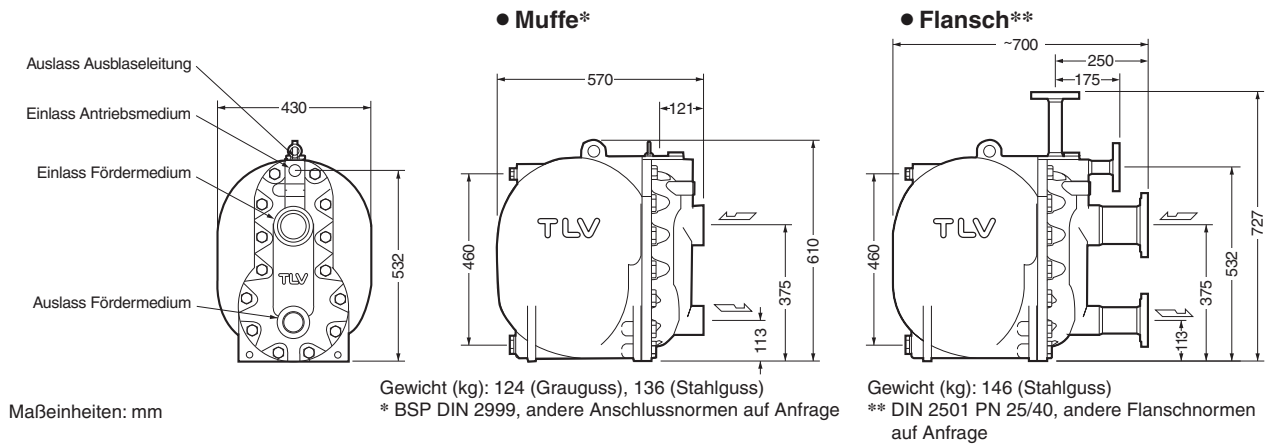 ● Muffe*
● Flansch**
Auslass Ausblaseleitung
Einlass Antriebsmedium
Einlass Fördermedium
Auslass Fördermedium
430
532
TLV
570
121
460
TLV
610
375
113
~700
250
175
460
TLV
727
532
375
113
Maßeinheiten: mm
Gewicht (kg): 124 (Grauguss), 136 (Stahlguss)
* BSP DIN 2999, andere Anschlussnormen auf Anfrage
Gewicht (kg): 146 (Stahlguss)
** DIN 2501 PN 25/40, andere Flanschnormen
auf Anfrage